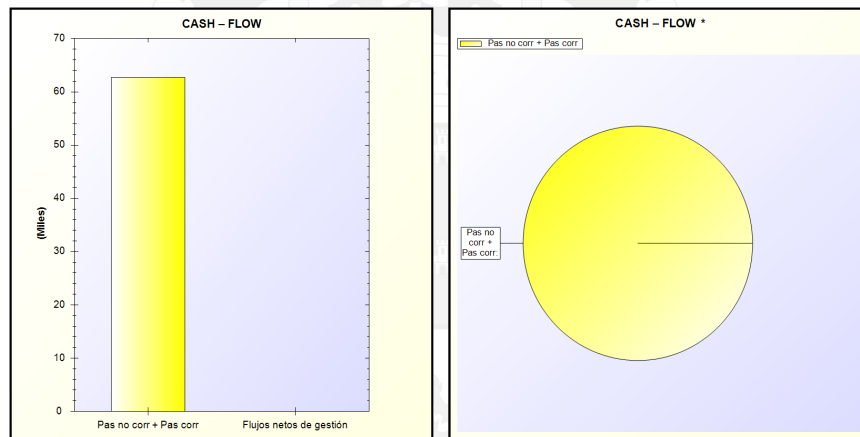 CASH – FLOW
70
60
50
40
30
20
10
0
(Miles)
Pas no corr + Pas corr
Flujos netos de gestión
CASH – FLOW *
Pas no corr + Pas corr
Pas no
corr +
Pas corr: